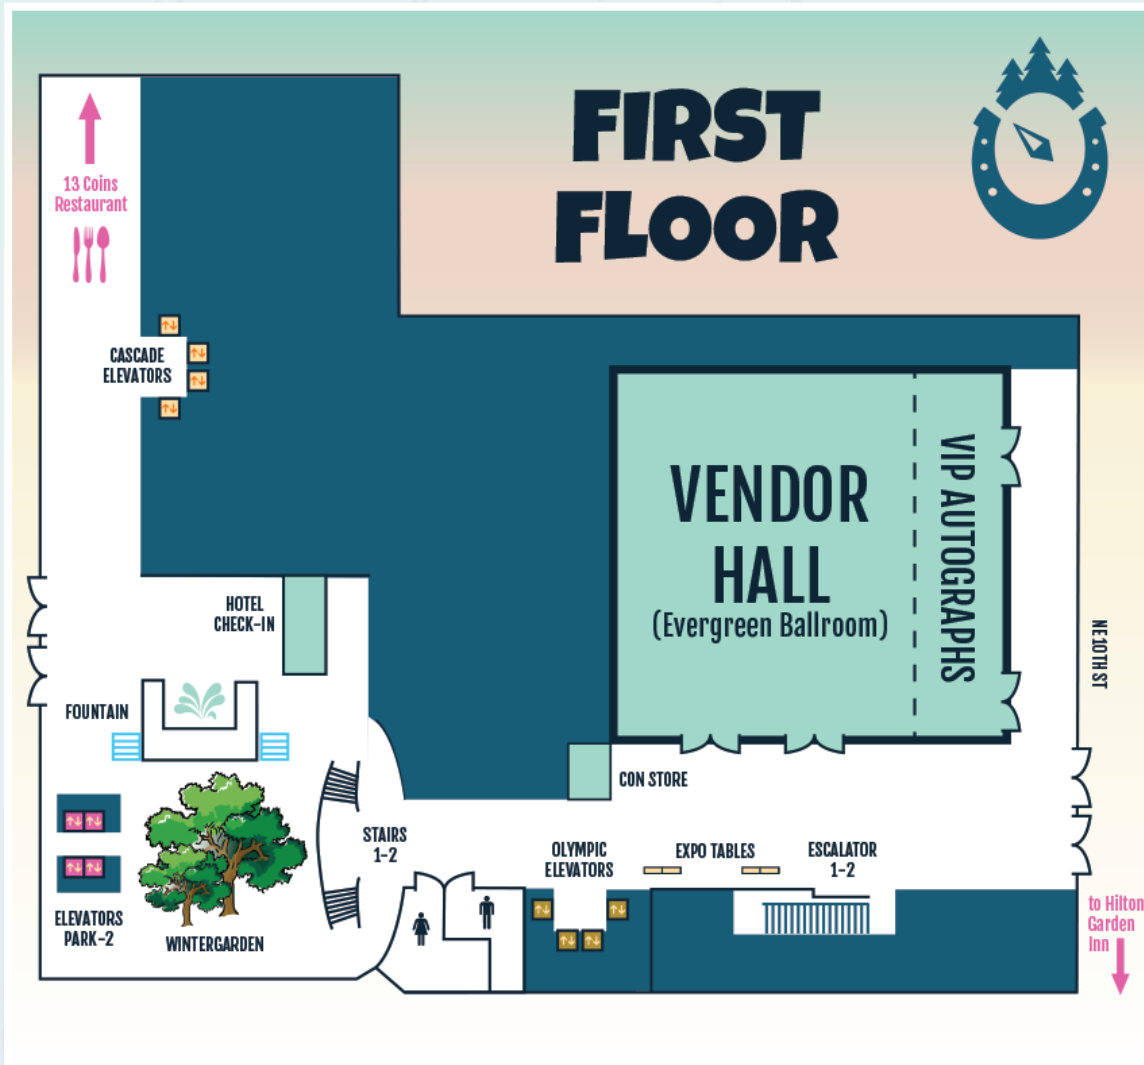 FIRST
FLOOR
13 Coins
Restaurant
CASCADE
ELEVATORS
VENDOR
HALL
(Evergreen Ballroom)
VIP AUTOGRAPHS
HOTEL
CHECK-IN
NE 10TH ST
FOUNTAIN
CON STORE
STAIRS
1-2
OLYMPIC
ELEVATORS
EXPO TABLES
ESCALATOR
1-2
ELEVATORS
PARK-2
WINTERGARDEN
to Hilton
Garden
Inn